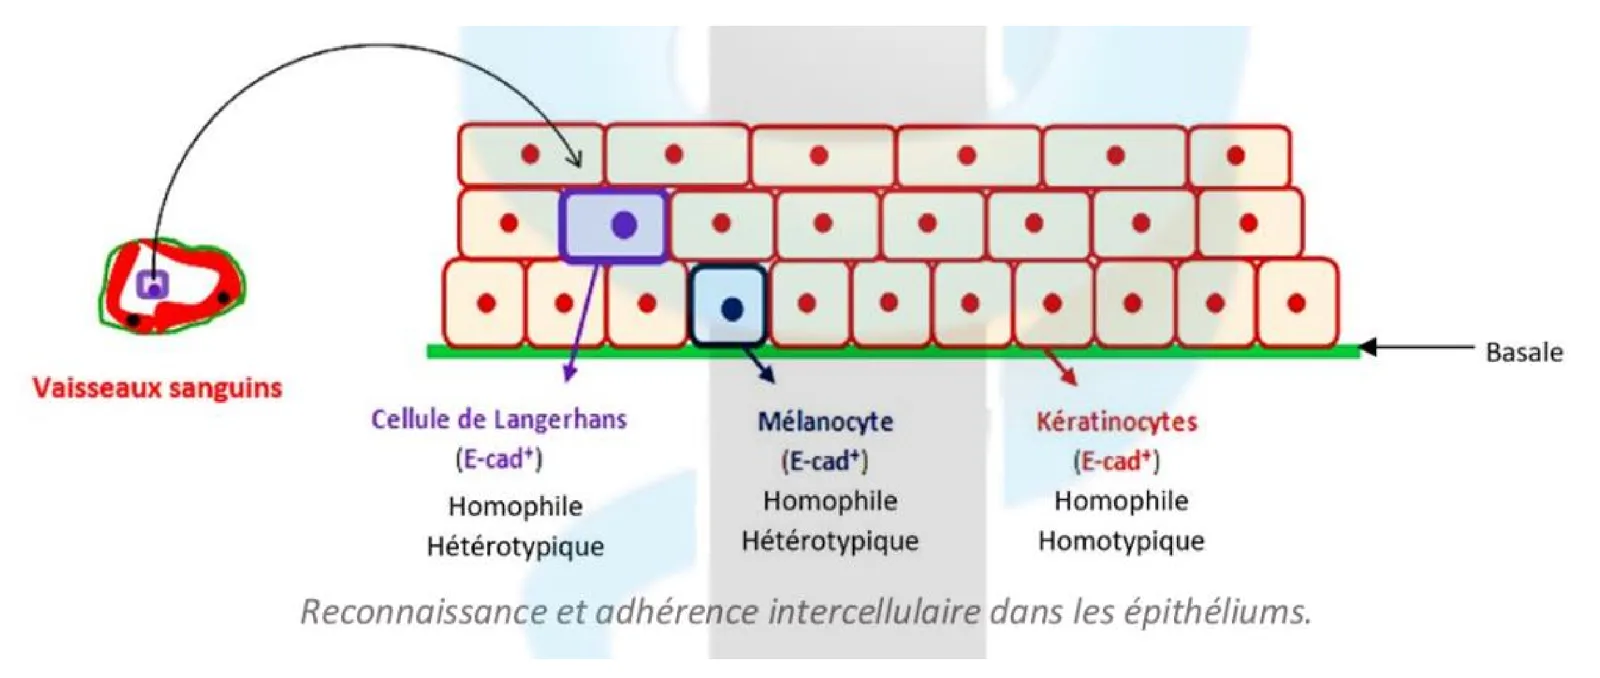 Basale
Vaisseaux sanguins
Cellule de Langerhans
(E-cad⁺)
Homophile
Hétérotypique
Mélanocyte
(E-cad⁺)
Homophile
Hétérotypique
Kératinocytes
(E-cad⁺)
Homophile
Homotypique
Reconnaissance et adhérence intercellulaire dans les épithéliums.